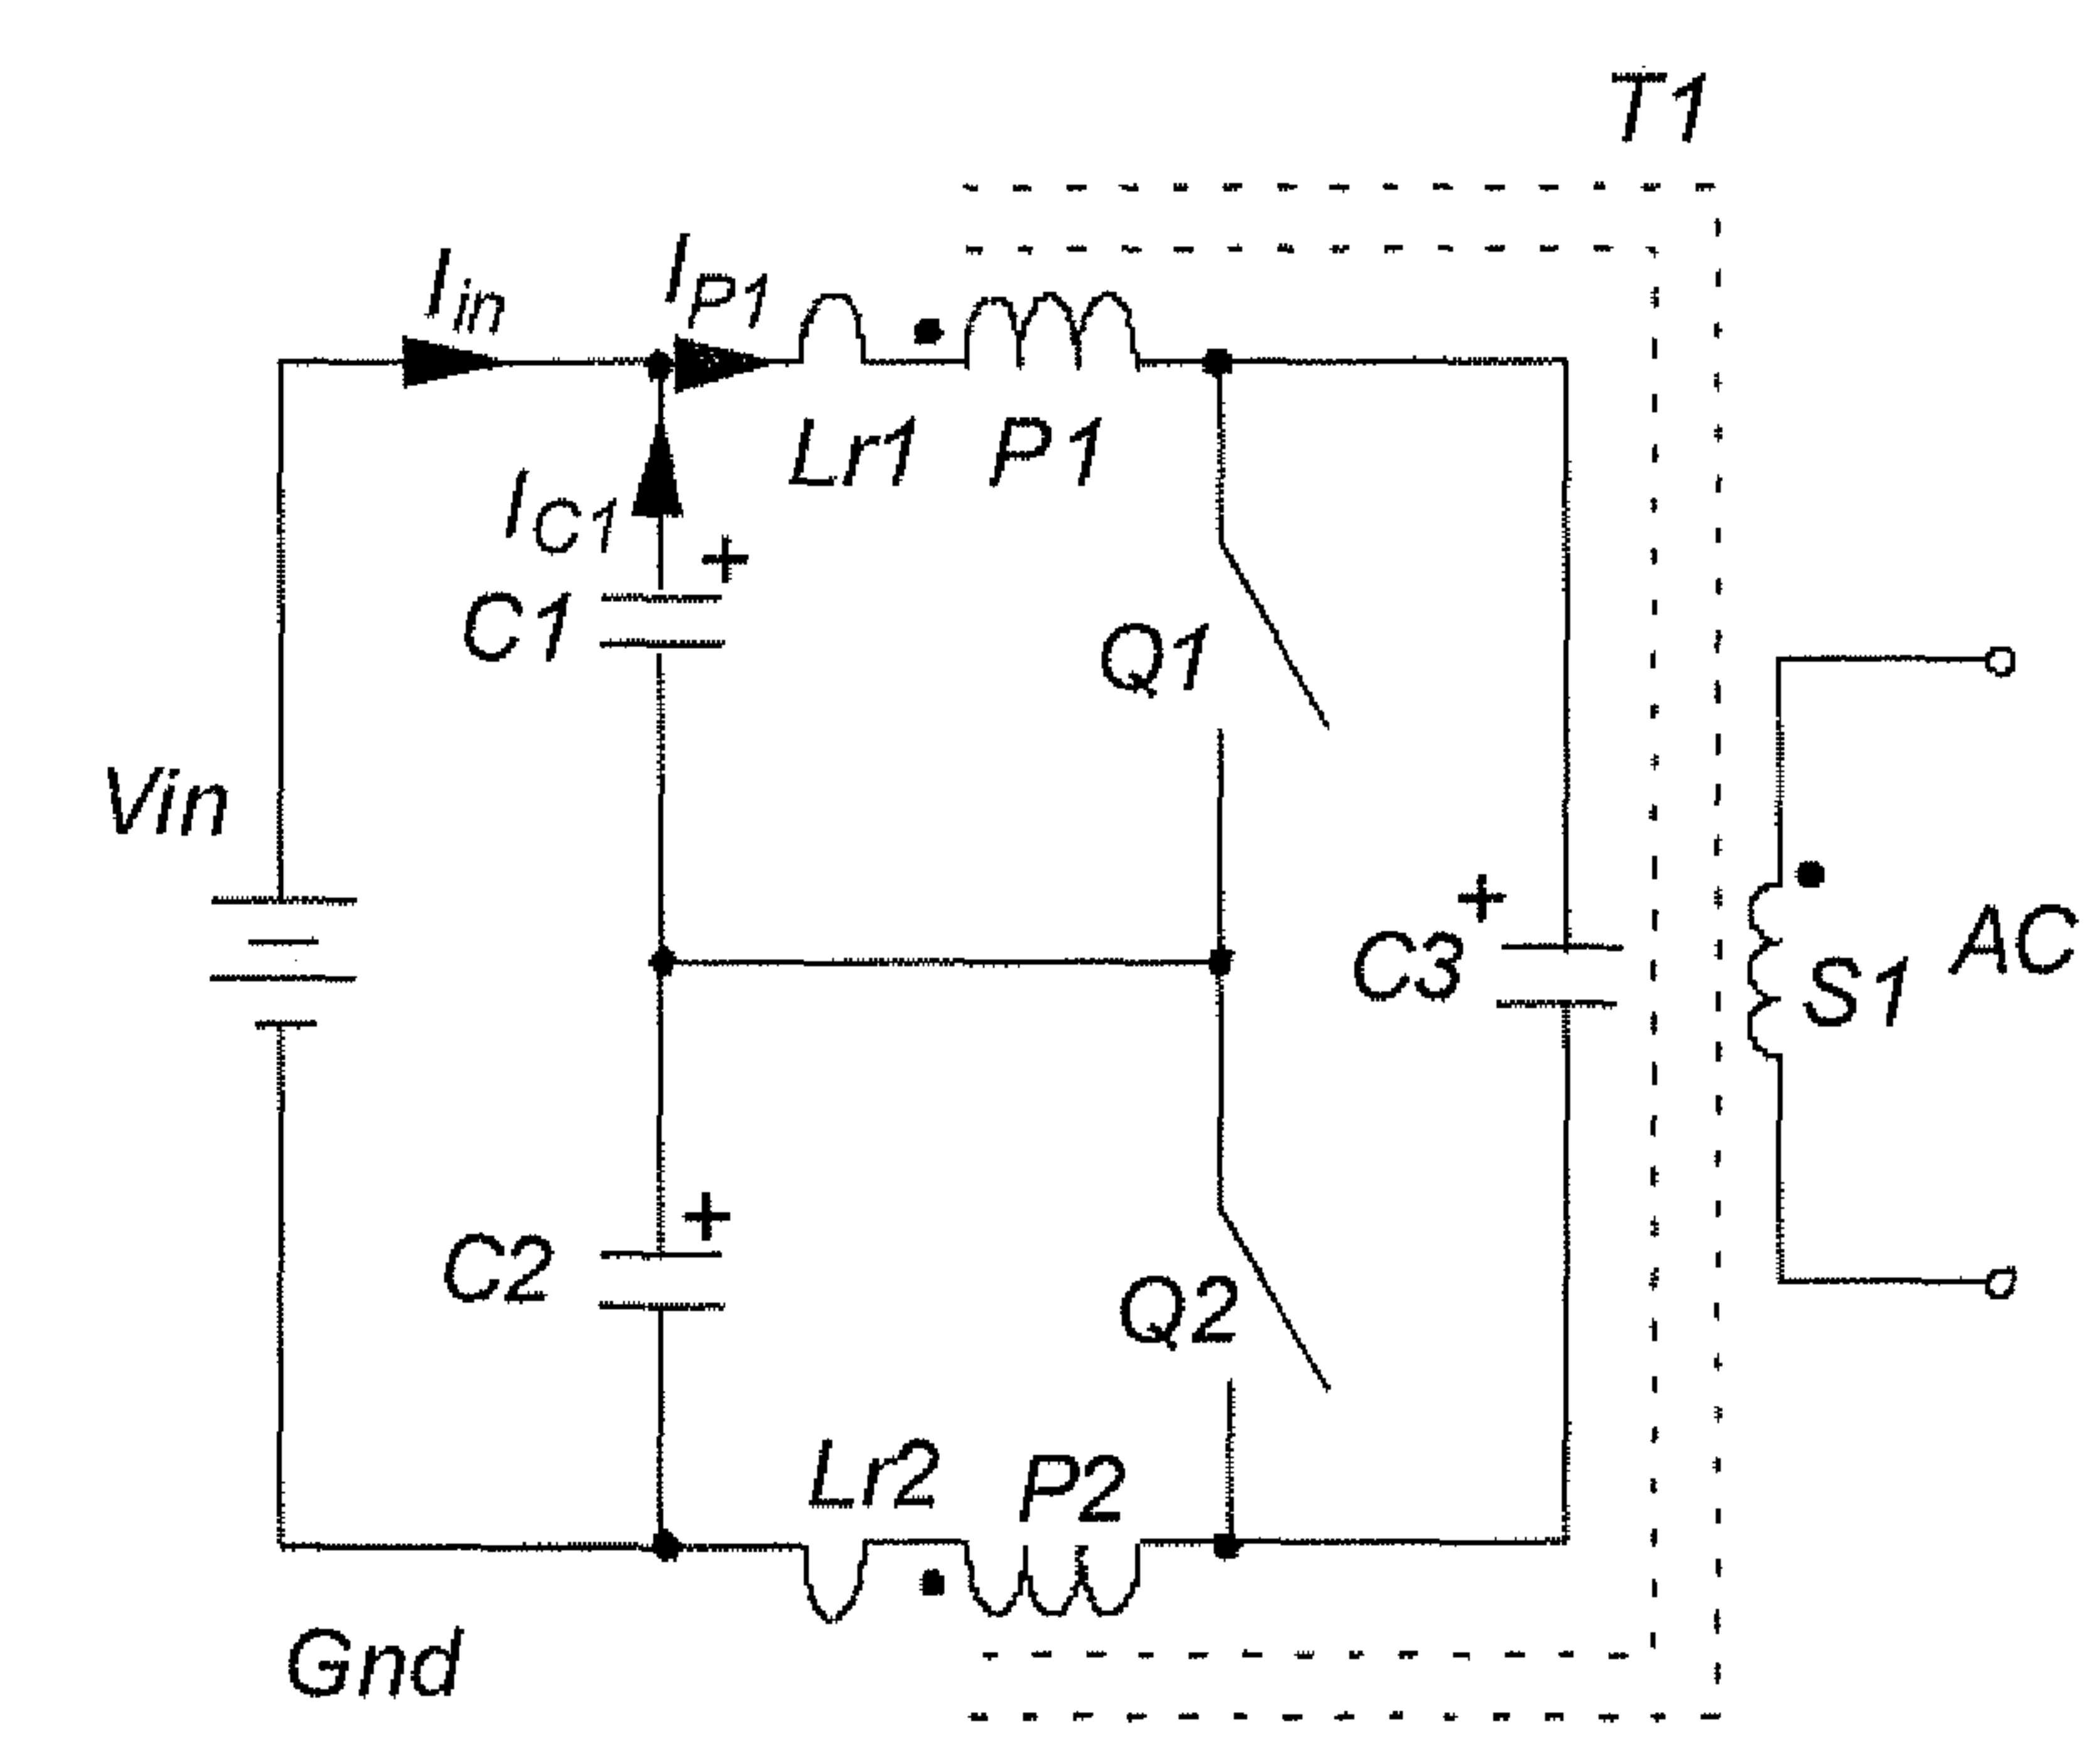 T1
Iin
IP1
Lr1
P1
IC1
+
C1
Q1
Vin
+
C3
AC
S1
+
C2
Q2
Lr2
P2
Gnd